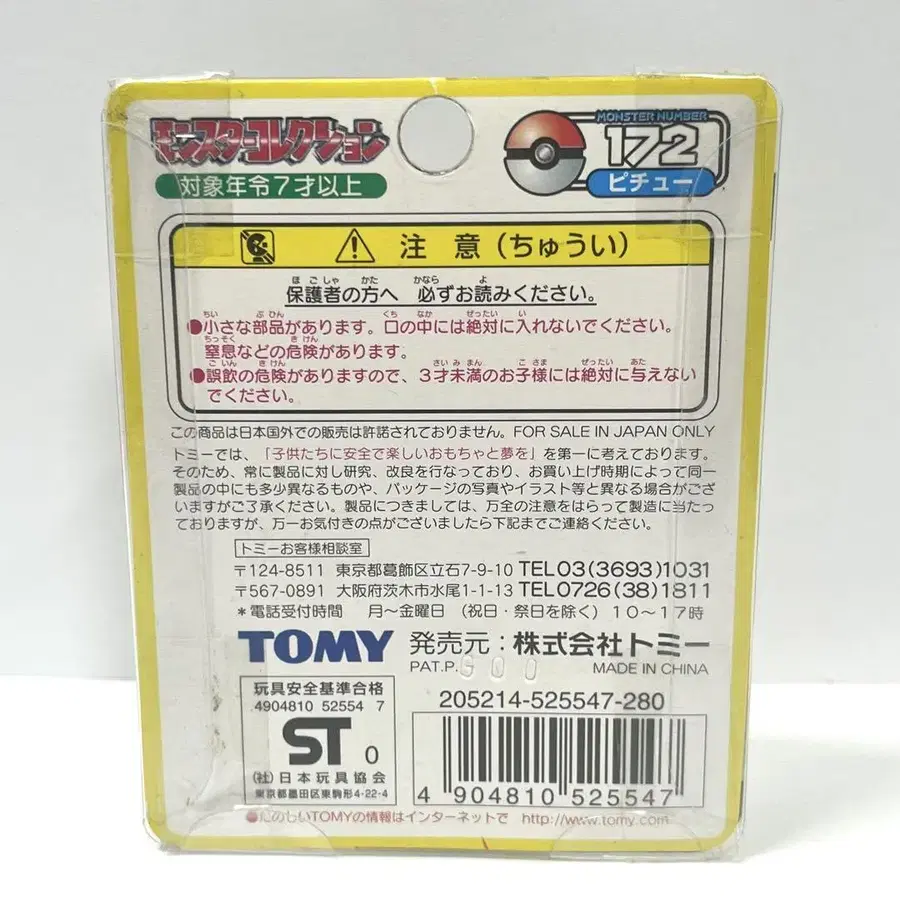 モンスターコレクション
MONSTER NUMBER
172
ピチュー
対象年令7才以上
注意(ちゅうい)
保護者の方へ 必ずお読みください。
●小さな部品があります。口の中には絶対に入れないでください。
窒息などの危険があります。
●誤飲の危険がありますので、3才未満のお子様には絶対に与えない
でください。
この商品は日本国外での販売は許諾されておりません。FOR SALE IN JAPAN ONLY
トミーでは、「子供たちに安全で楽しいおもちゃと夢を」を第一に考えております。
そのため、常に製品に対し研究、改良を行なっており、お買い上げ時期によって同一
製品の中にも多少異なるものや、パッケージの写真やイラスト等と異なる場合がござ
いますがご了承ください。製品につきましては、万全の注意をはらって製造に当たっ
ておりますが、万一お気付きの点がございましたら下記までご連絡ください。
トミーお客様相談室
〒124-8511 東京都葛飾区立石7-9-10 TEL03(3693)1031
〒567-0891 大阪府茨木市水尾1-1-13 TEL0726(38)1811
*電話受付時間 月〜金曜日(祝日・祭日を除く)10〜17時
TOMY 発売元:株式会社トミー
PAT.P. GOO MADE IN CHINA
玩具安全基準合格
4904810 52554 7
ST 0
(社)日本玩具協会
東京都墨田区東駒形4-22-4
205214-525547-280
4 904810 525547
●たのしいTOMYの情報はインターネットで http://www.tomy.com